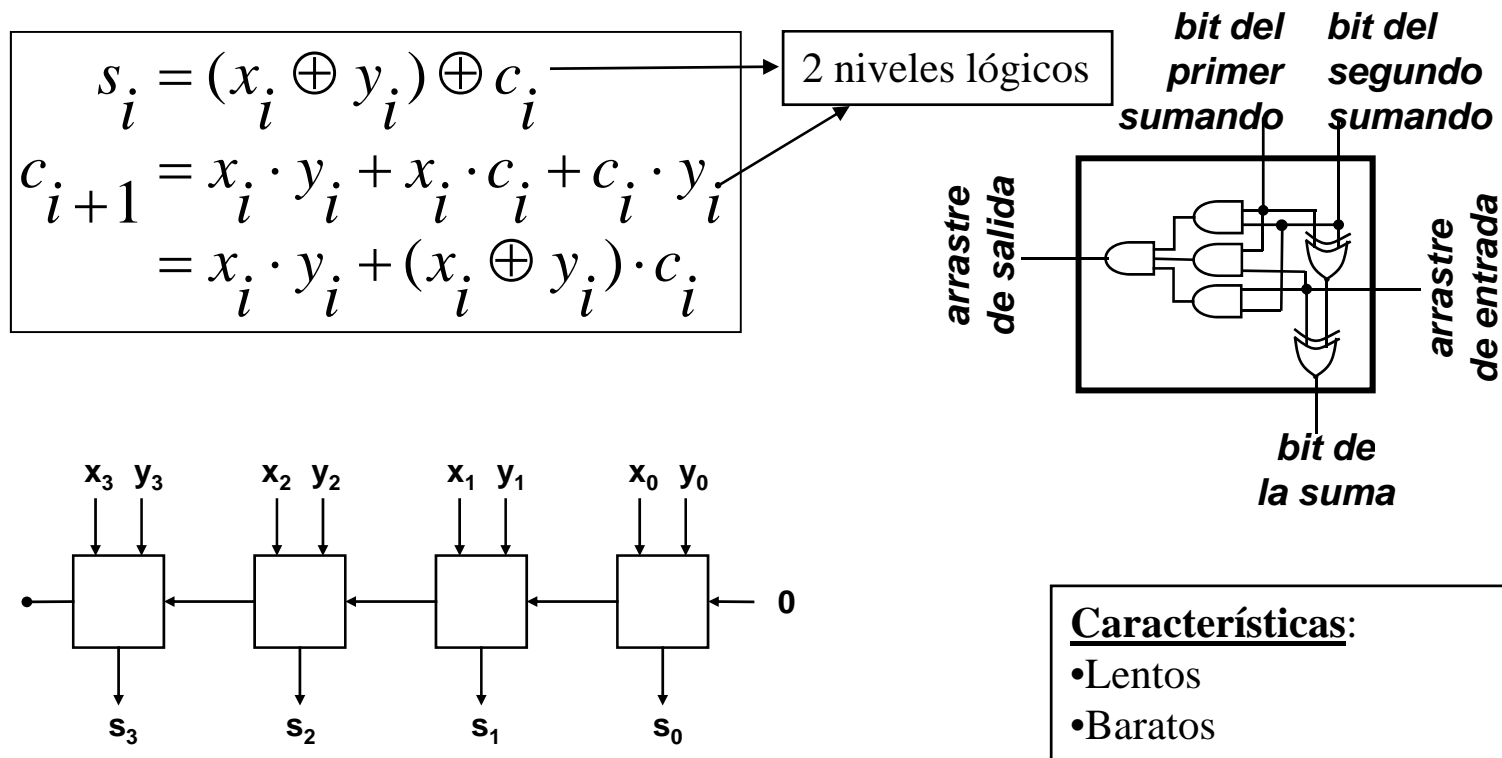 s_i = (x_i ⊕ y_i) ⊕ c_i
c_{i+1} = x_i · y_i + x_i · c_i + c_i · y_i
= x_i · y_i + (x_i ⊕ y_i) · c_i
2 niveles lógicos
bit del
primer
sumando
bit del
segundo
sumando
arrastre
de salida
arrastre
de entrada
bit de
la suma
x₃ y₃ x₂ y₂ x₁ y₁ x₀ y₀
0
s₃ s₂ s₁ s₀
Características:
•Lentos
•Baratos